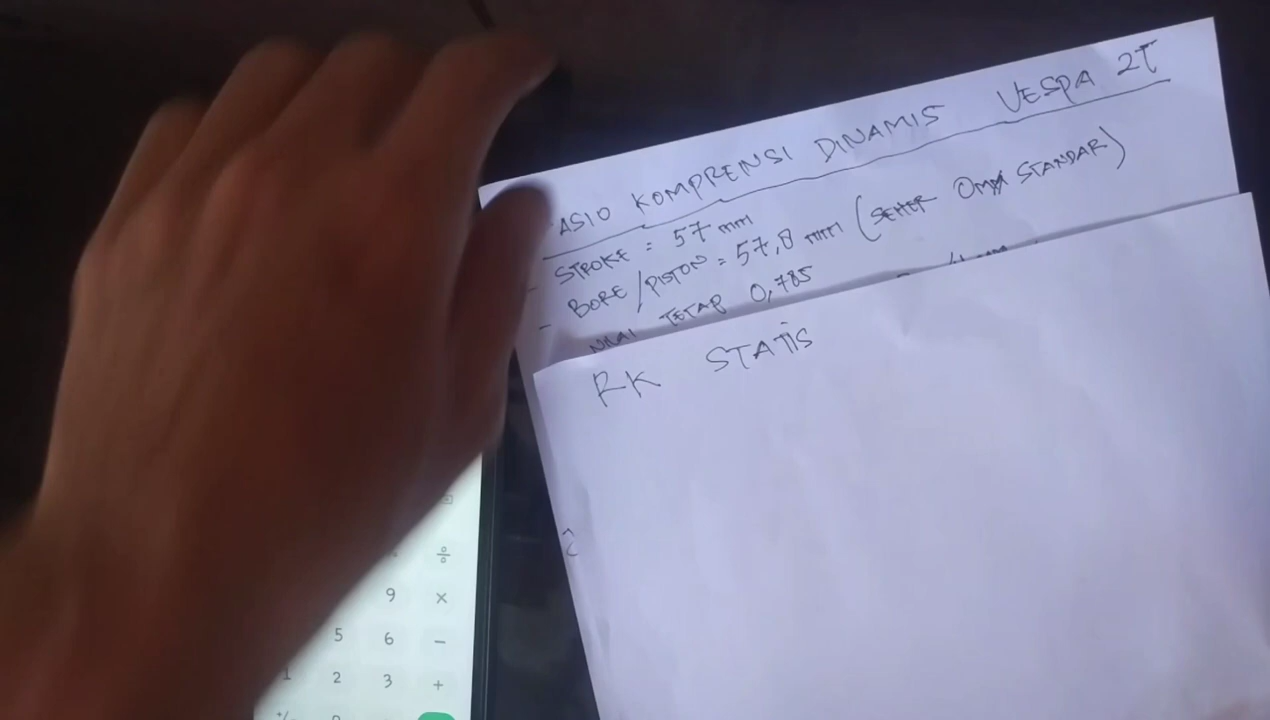 ASIO KOMPRENSI DINAMIS VESPA 2T
- STROKE = 57 mm
- BORE/PISTON = 57,8 mm (SEHER STANDAR)
NILAI TETAP 0,785
RK STATIS
÷
9 ×
5 6 −
1 2 3 +